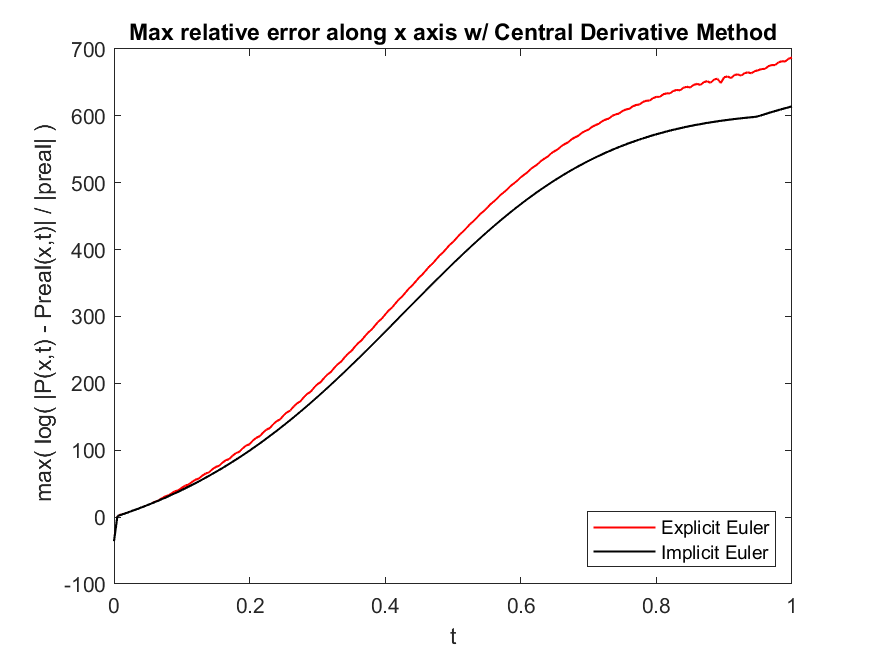 Max relative error along x axis w/ Central Derivative Method
max( log( |P(x,t) - Preal(x,t)| / |preal| )
700
600
500
400
300
200
100
0
-100
0 0.2 0.4 0.6 0.8 1
t
Explicit Euler
Implicit Euler